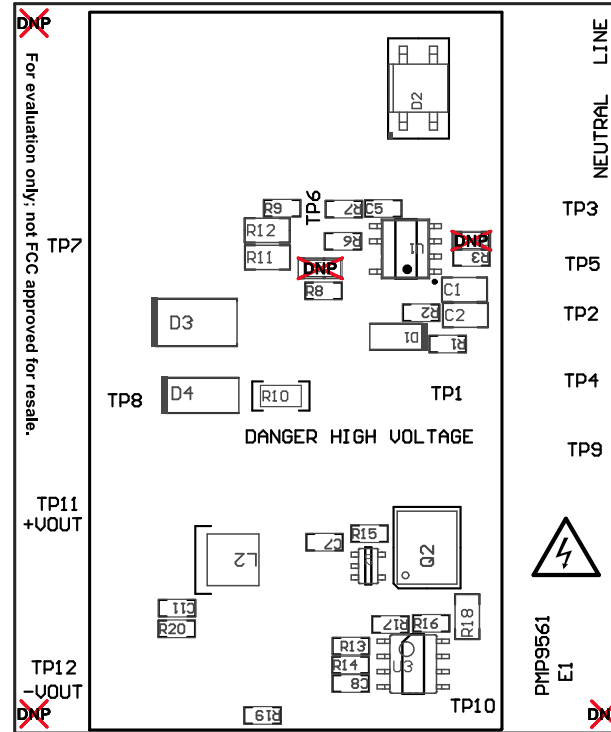 DNP
LINE
NEUTRAL
For evaluation only; not FCC approved for resale.
D2
TP6
R9
R7
C5
TP3
R12
R6
U1
DNP
TP7
R11
DNP
R3
TP5
R8
C1
D3
R2
C2
TP2
D1
R1
TP4
TP8
D4
R10
TP1
DANGER HIGH VOLTAGE
TP9
TP11
+VOUT
R15
C7
L2
Q2
C11
R20
R17
R16
R18
PMP9561
E1
R13
R14
U3
C8
TP12
-VOUT
TP10
DNP
R19
DN